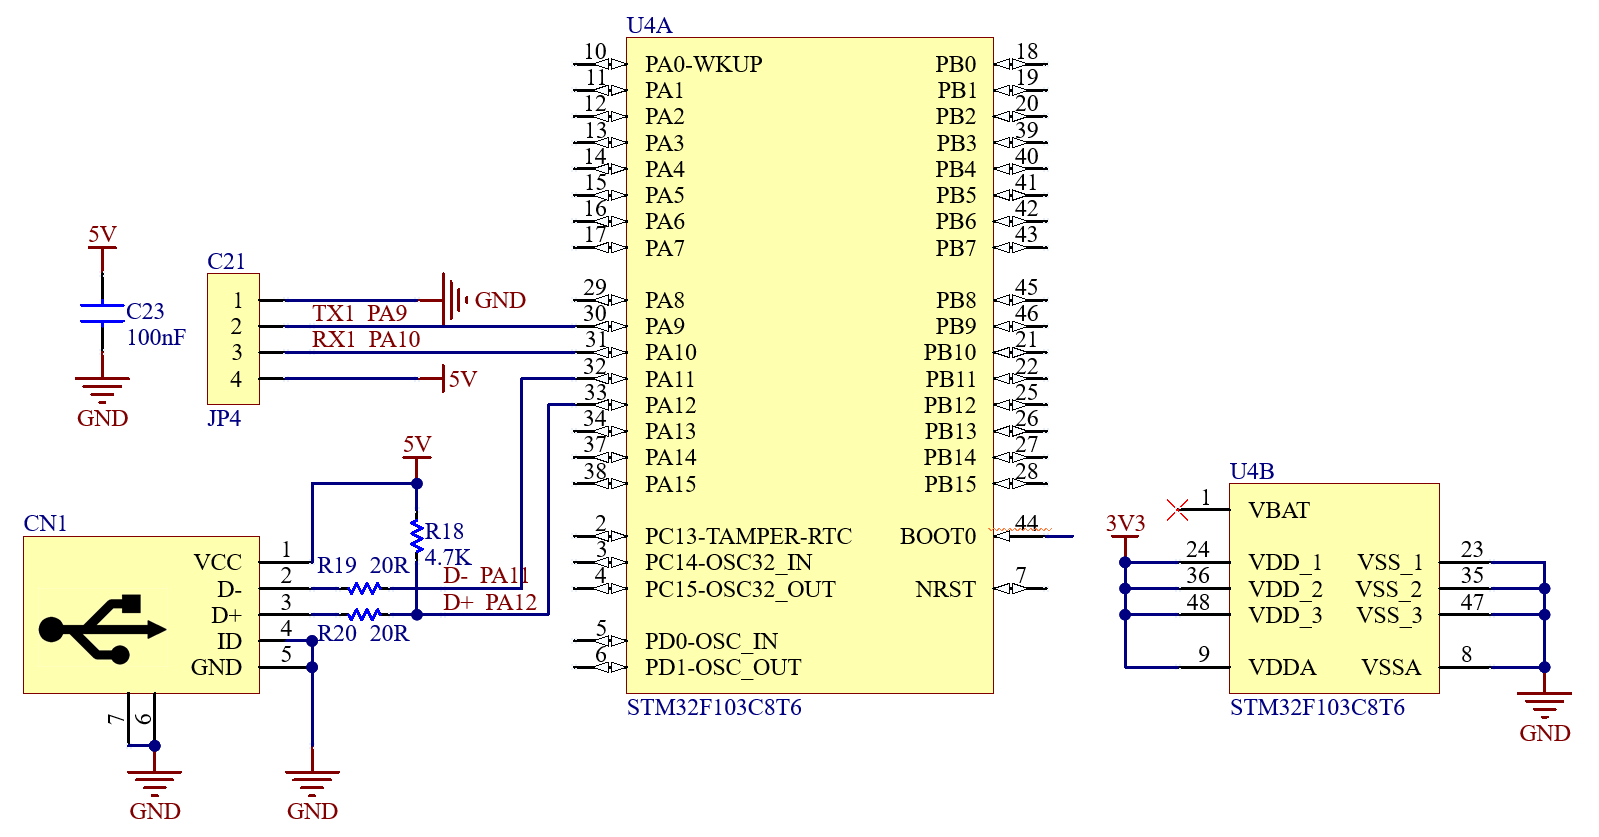 U4A
10 PA0-WKUP PB0 18
11 PA1 PB1 19
12 PA2 PB2 20
13 PA3 PB3 39
14 PA4 PB4 40
15 PA5 PB5 41
16 PA6 PB6 42
17 PA7 PB7 43
29 PA8 PB8 45
30 PA9 PB9 46
31 PA10 PB10 21
32 PA11 PB11 22
33 PA12 PB12 25
34 PA13 PB13 26
37 PA14 PB14 27
38 PA15 PB15 28
2 PC13-TAMPER-RTC BOOT0 44
3 PC14-OSC32_IN
4 PC15-OSC32_OUT NRST 7
5 PD0-OSC_IN
6 PD1-OSC_OUT
STM32F103C8T6
5V
C23
100nF
GND
C21
1 GND
TX1 PA9
2
RX1 PA10
3
4 5V
JP4
5V
R18
4.7K
CN1
VCC 1
R19 20R
D- PA11
D- 2
D+ PA12
D+ 3
R20 20R
ID 4
GND 5
7 6
GND
GND
U4B
1 VBAT
3V3
24 VDD_1 VSS_1 23
36 VDD_2 VSS_2 35
48 VDD_3 VSS_3 47
9 VDDA VSSA 8
STM32F103C8T6
GND